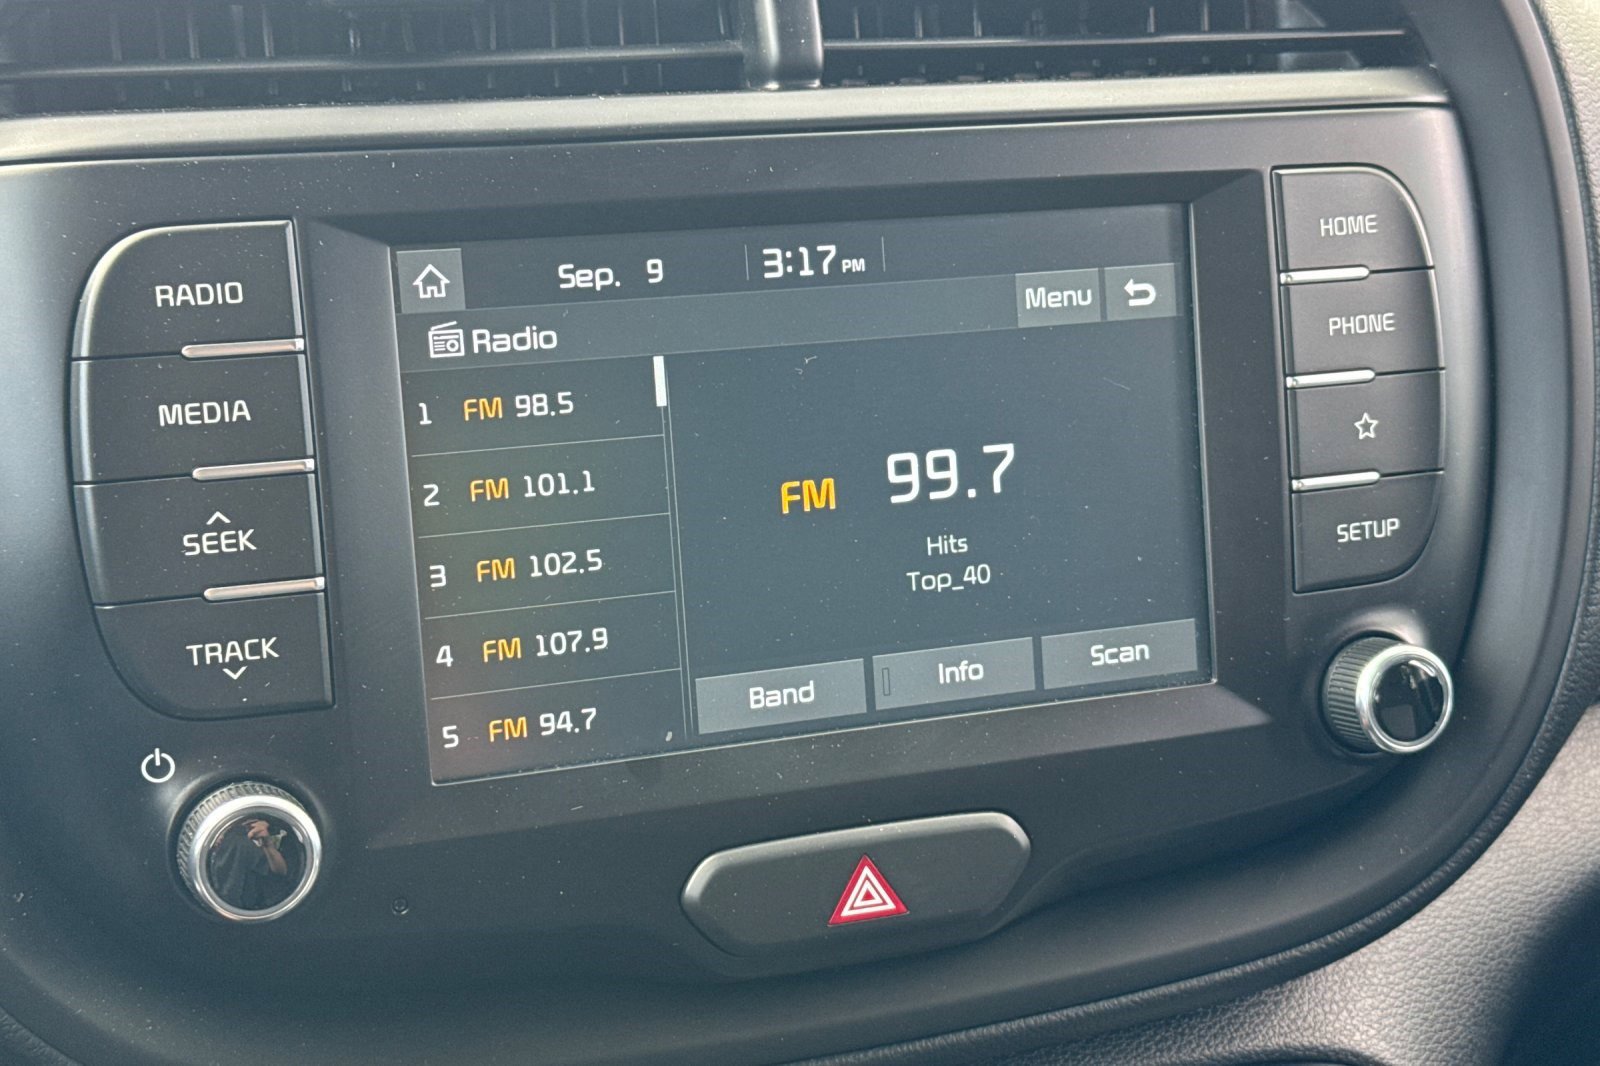 RADIO
MEDIA
SEEK
TRACK
Sep. 9
3:17 PM
Radio
Menu
1 FM 98.5
2 FM 101.1
3 FM 102.5
4 FM 107.9
5 FM 94.7
FM 99.7
Hits
Top_40
Band
Info
Scan
HOME
PHONE
SETUP